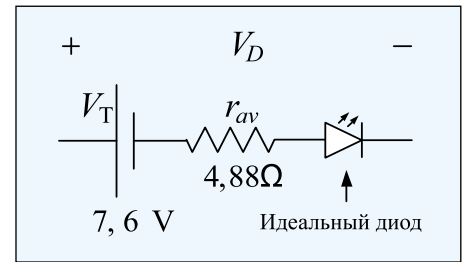 + V_D −
V_T
r_av
4,88Ω
7, 6 V
Идеальный диод